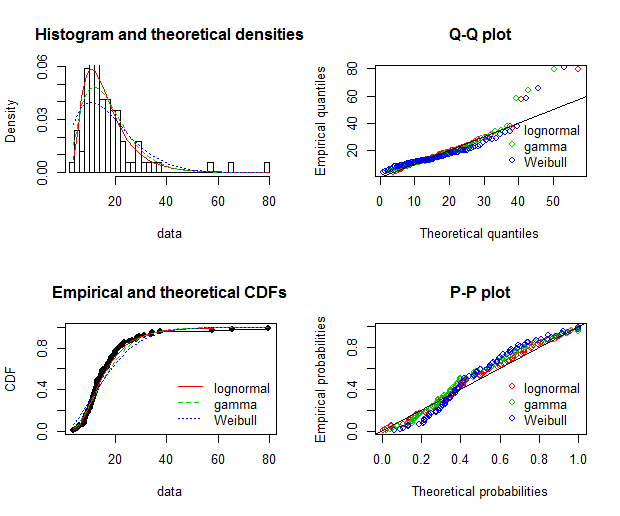 Histogram and theoretical densities
Density
0.00 0.03 0.06
20 40 60 80
data
Q-Q plot
Empirical quantiles
20 40 60 80
lognormal
gamma
Weibull
0 10 20 30 40 50
Theoretical quantiles
Empirical and theoretical CDFs
CDF
0.0 0.4 0.8
lognormal
gamma
Weibull
20 40 60 80
data
P-P plot
Empirical probabilities
0.0 0.4 0.8
lognormal
gamma
Weibull
0.0 0.2 0.4 0.6 0.8 1.0
Theoretical probabilities